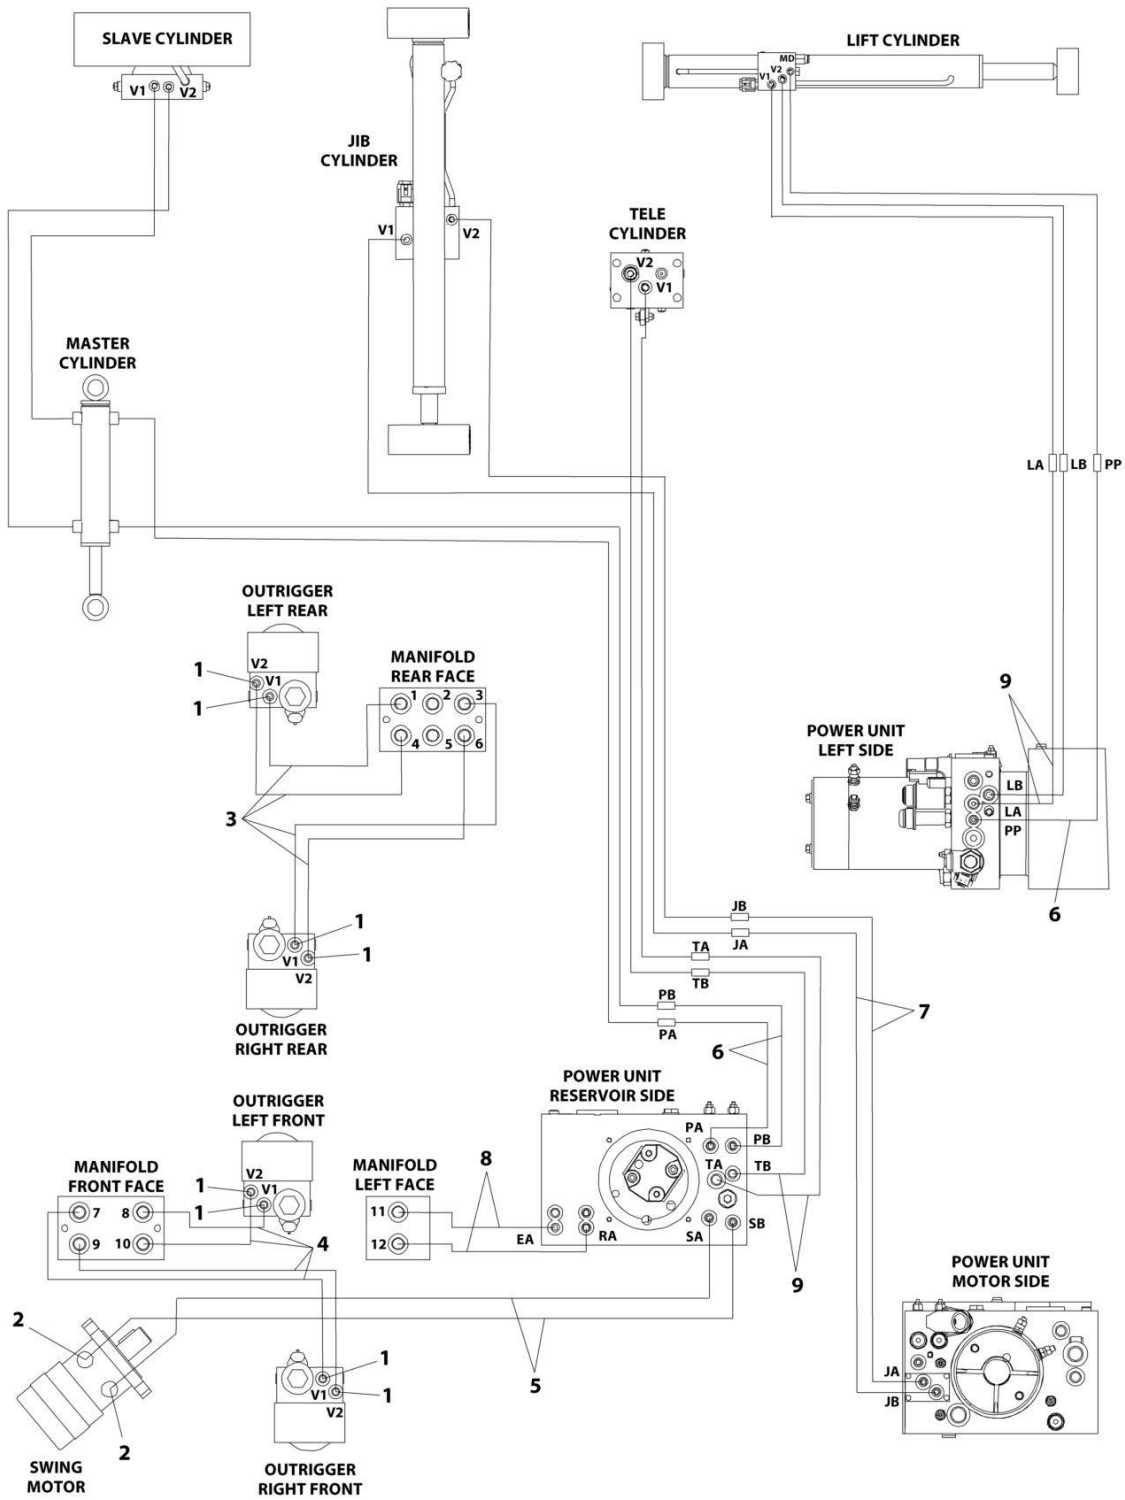 SLAVE CYLINDER
V1
V2
JIB
CYLINDER
V1
V2
LIFT CYLINDER
MD
V2
V1
TELE
CYLINDER
V2
V1
MASTER
CYLINDER
LA
LB
PP
OUTRIGGER
LEFT REAR
V2
V1
1
1
MANIFOLD
REAR FACE
1
2
3
4
5
6
3
9
POWER UNIT
LEFT SIDE
LB
LA
PP
6
1
1
V1
V2
OUTRIGGER
RIGHT REAR
JB
JA
TA
TB
PB
PA
7
6
POWER UNIT
RESERVOIR SIDE
PA
PB
TA
TB
EA
RA
SA
SB
OUTRIGGER
LEFT FRONT
V2
V1
1
1
MANIFOLD
FRONT FACE
7
8
9
10
MANIFOLD
LEFT FACE
11
12
8
4
9
POWER UNIT
MOTOR SIDE
JA
JB
2
2
5
1
1
V1
V2
SWING
MOTOR
OUTRIGGER
RIGHT FRONT